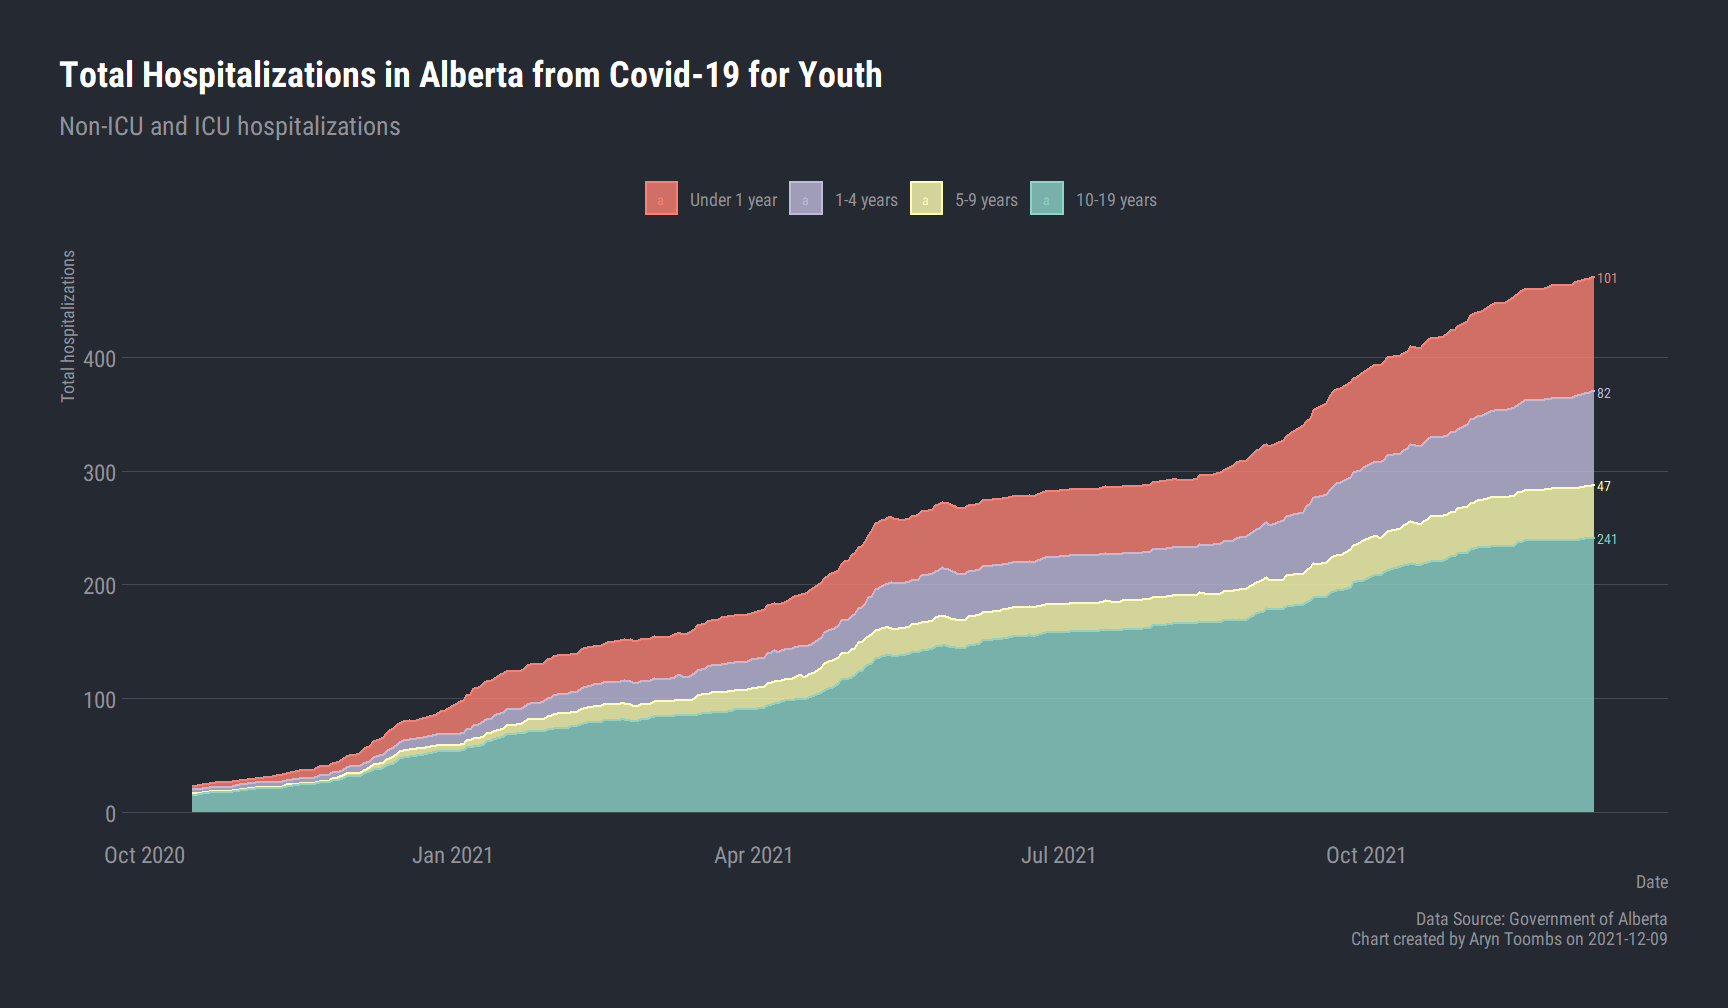 Total Hospitalizations in Alberta from Covid-19 for Youth
Non-ICU and ICU hospitalizations
a Under 1 year a 1-4 years a 5-9 years a 10-19 years
Total hospitalizations
101
400
82
300
47
241
200
100
0
Oct 2020 Jan 2021 Apr 2021 Jul 2021 Oct 2021
Date
Data Source: Government of Alberta
Chart created by Aryn Toombs on 2021-12-09